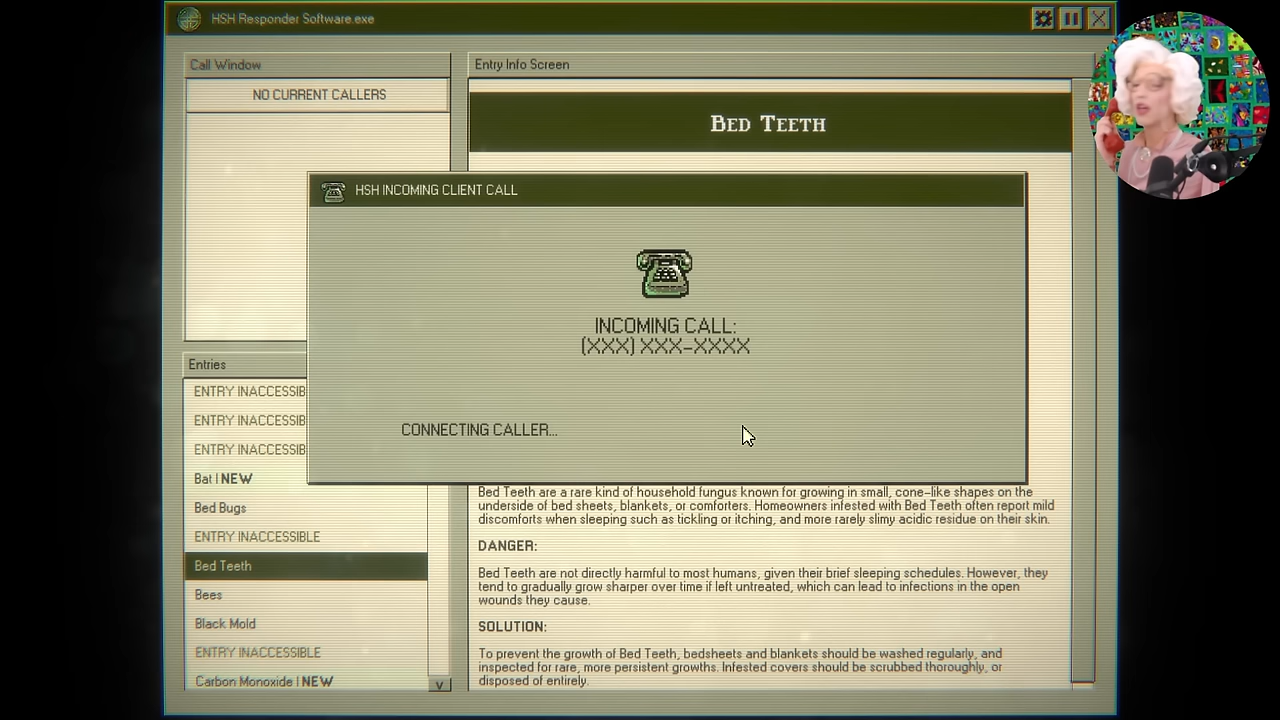 HSH Responder Software.exe
Call Window
NO CURRENT CALLERS
Entry Info Screen
Bed Teeth
HSH INCOMING CLIENT CALL
INCOMING CALL:
(XXX) XXX-XXXX
CONNECTING CALLER...
Entries
ENTRY INACCESSIB
ENTRY INACCESSIB
ENTRY INACCESSIB
Bat | NEW
Bed Bugs
ENTRY INACCESSIBLE
Bed Teeth
Bees
Black Mold
ENTRY INACCESSIBLE
Carbon Monoxide | NEW
v
Bed Teeth are a rare kind of household fungus known for growing in small, cone-like shapes on the
underside of bed sheets, blankets, or comforters. Homeowners infested with Bed Teeth often report mild
discomforts when sleeping such as tickling or itching, and more rarely slimy acidic residue on their skin.
DANGER:
Bed Teeth are not directly harmful to most humans, given their brief sleeping schedules. However, they
tend to gradually grow sharper over time if left untreated, which can lead to infections in the open
wounds they cause.
SOLUTION:
To prevent the growth of Bed Teeth, bedsheets and blankets should be washed regularly, and
inspected for rare, more persistent growths. Infested covers should be scrubbed thoroughly, or
disposed of entirely.